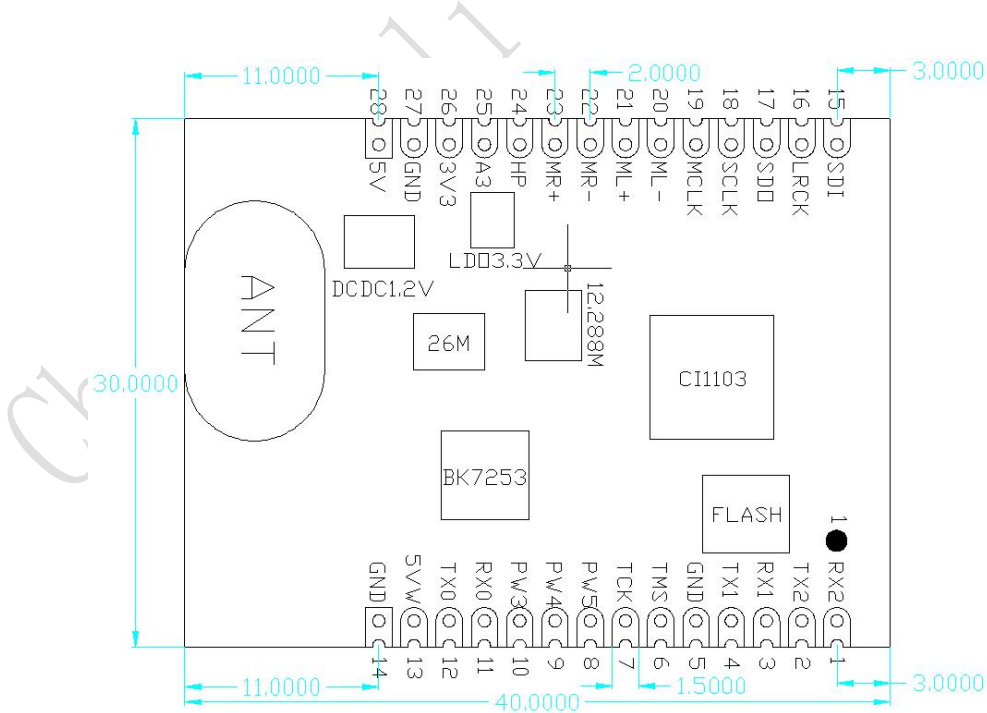 11.0000
2.0000
3.0000
28 27 26 25 24 23 22 21 20 19 18 17 16 15
5V GND 3V3 A3 HP MR+ MR- ML+ ML- MCLK SCLK SDO LRCK SDI
LDO3.3V
DCDC1.2V
ANT
26M
12.288M
CI1103
30.0000
BK7253
FLASH
1
GND 5VW TX0 RX0 PW3 PW4 PW5 TCK TMS GND TX1 RX1 TX2 RX2
14 13 12 11 10 9 8 7 6 5 4 3 2 1
11.0000
1.5000
3.0000
40.0000